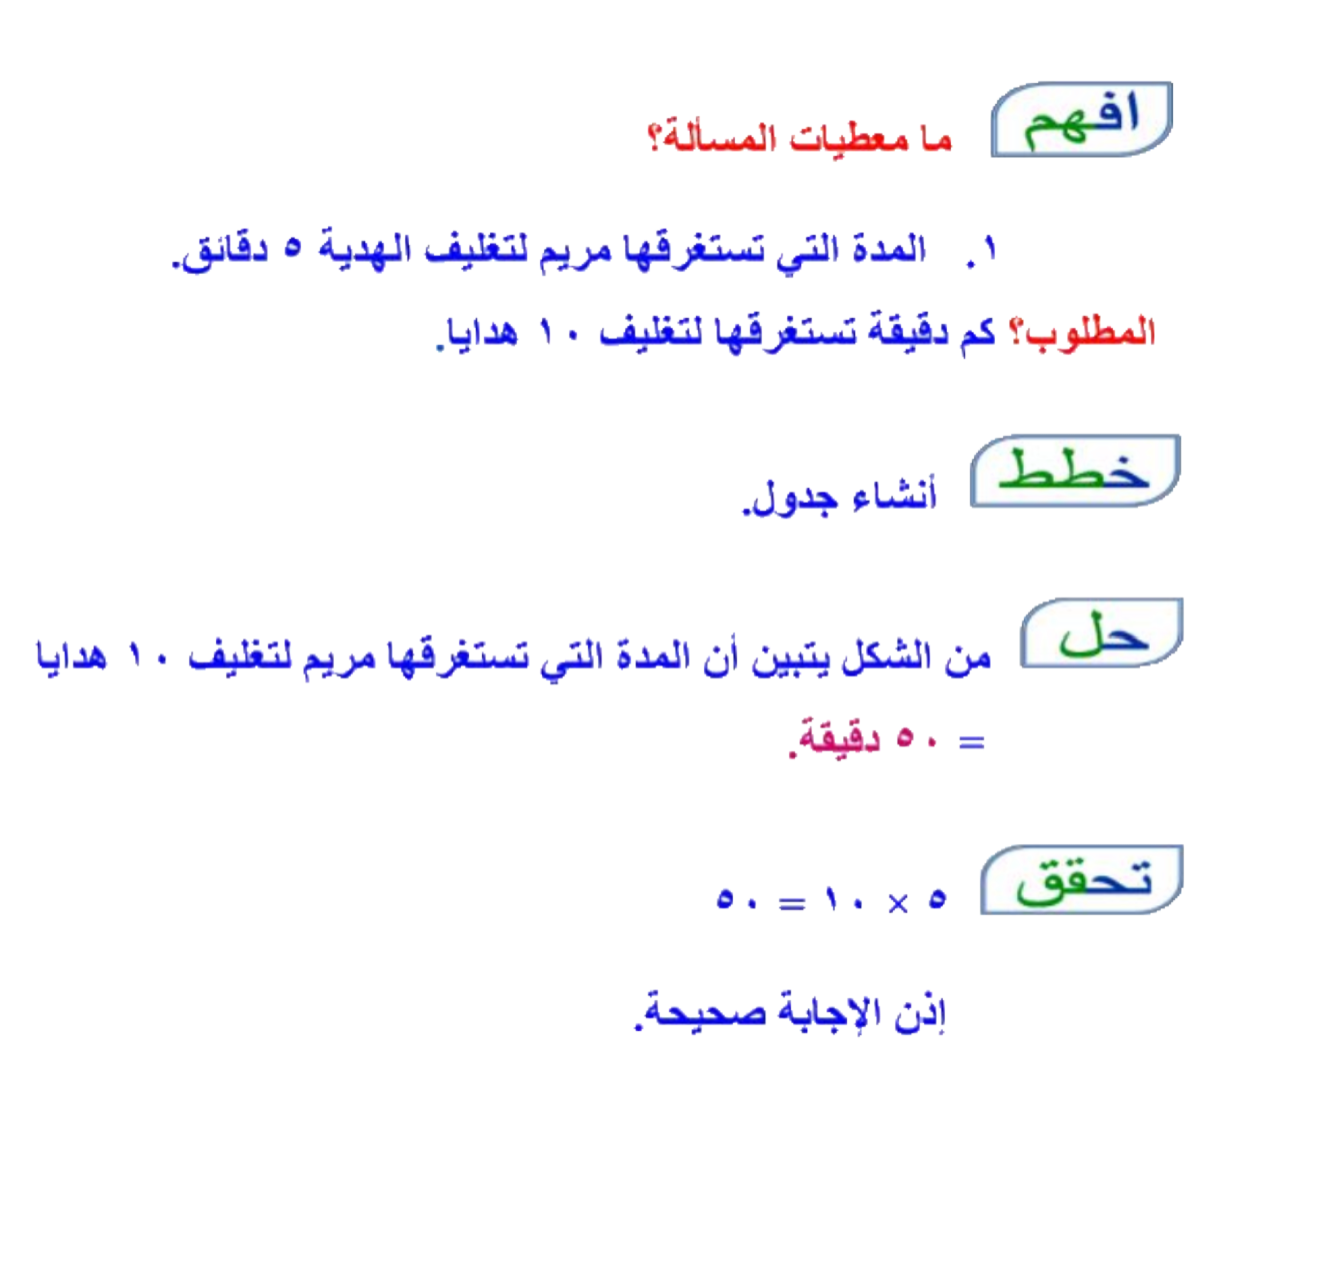 افهم ما معطيات المسألة؟
١. المدة التي تستغرقها مريم لتغليف الهدية ٥ دقائق.
المطلوب؟ كم دقيقة تستغرقها لتغليف ١٠ هدايا.
خطط أنشاء جدول.
حل من الشكل يتبين أن المدة التي تستغرقها مريم لتغليف ١٠ هدايا
= ٥٠ دقيقة.
تحقق ٥ × ١٠ = ٥٠
إذن الإجابة صحيحة.